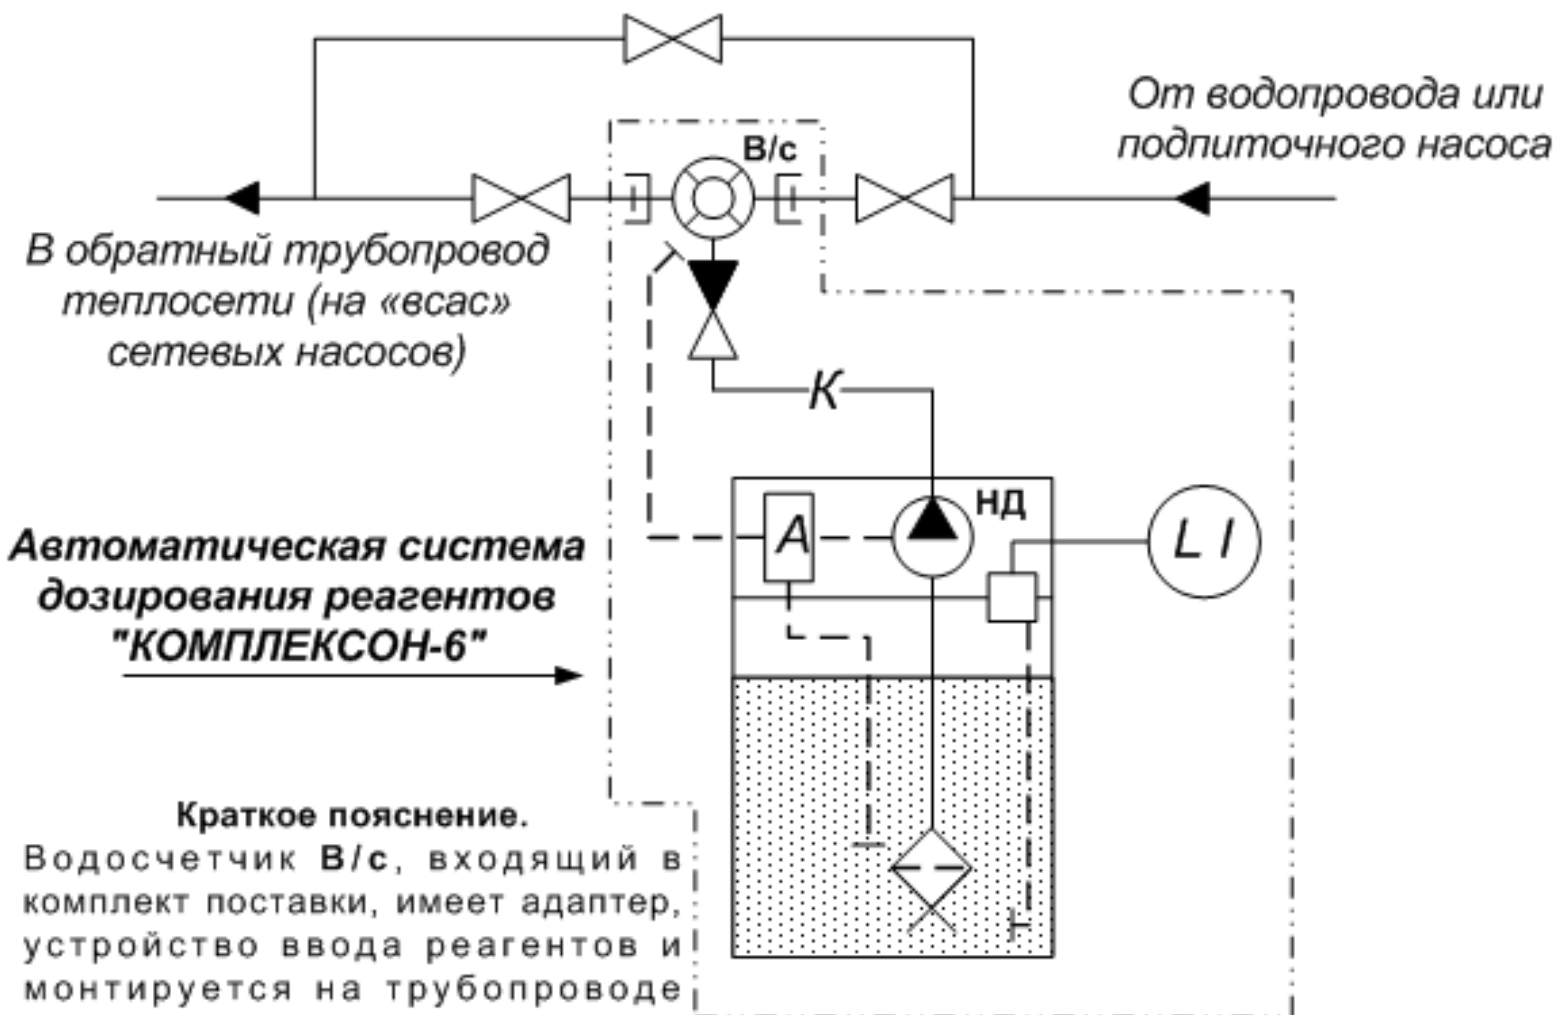 От водопровода или
подпиточного насоса
В/с
В обратный трубопровод
теплосети (на «всас»
сетевых насосов)
К
НД
А
L I
Автоматическая система
дозирования реагентов
"КОМПЛЕКСОН-6"
Краткое пояснение.
Водосчетчик В/с, входящий в
комплект поставки, имеет адаптер,
устройство ввода реагентов и
монтируется на трубопроводе